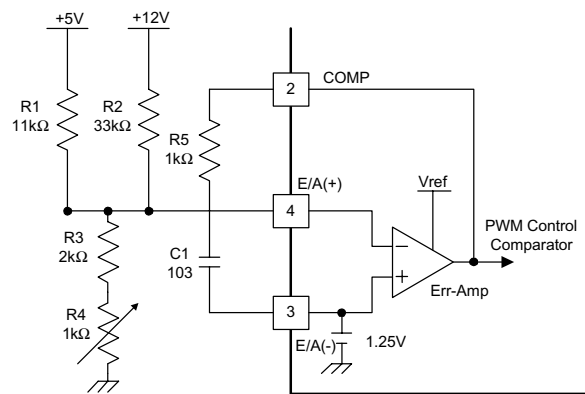 +5V
+12V
R1
11kΩ
R2
33kΩ
R5
1kΩ
2
COMP
E/A(+)
4
Vref
PWM Control
Comparator
R3
2kΩ
C1
103
−
+
Err-Amp
R4
1kΩ
3
E/A(-)
1.25V